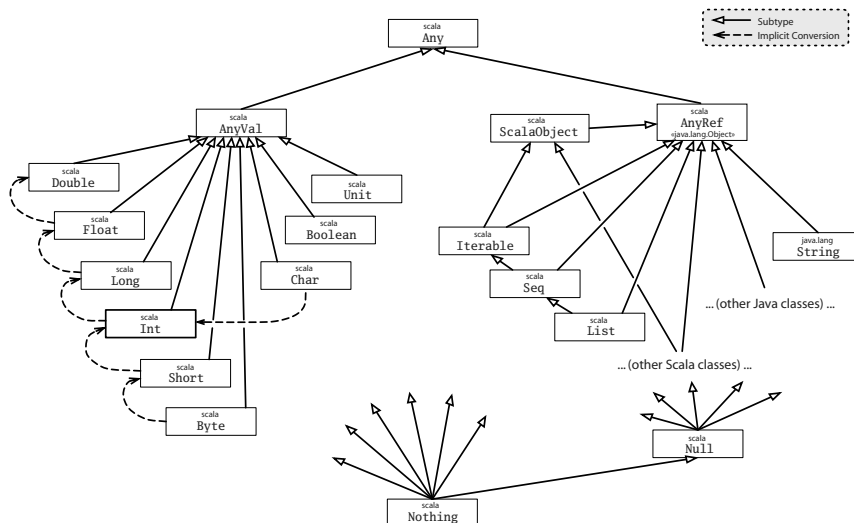 scala
Any
Subtype
Implicit Conversion
scala
AnyVal
scala
ScalaObject
scala
AnyRef
«java.lang.Object»
scala
Double
scala
Unit
scala
Float
scala
Boolean
scala
Iterable
java.lang
String
scala
Long
scala
Char
scala
Seq
... (other Java classes) ...
scala
Int
scala
List
scala
Short
... (other Scala classes) ...
scala
Byte
scala
Null
scala
Nothing